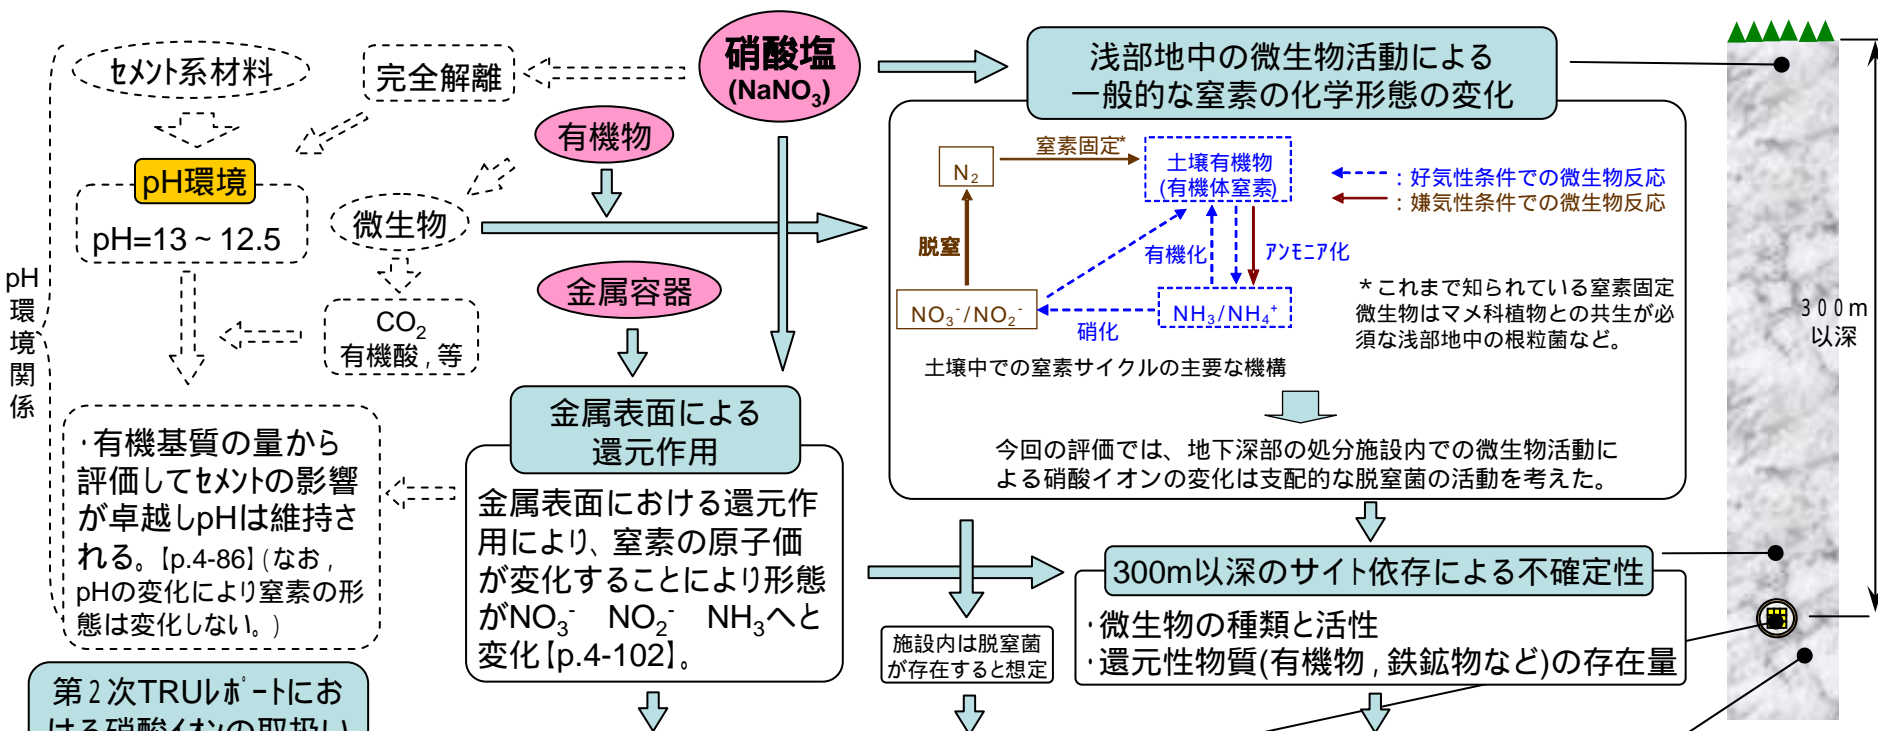 セメント系材料
完全解離
硝酸塩
(NaNO₃)
有機物
pH環境
pH=13 ~ 12.5
微生物
金属容器
CO₂
有機酸 , 等
pH
環
境
関
係
·有機基質の量から
評価してセメントの影響
が卓越しpHは維持さ
れる。【p.4-86】(なお ,
pHの変化により窒素の形
態は変化しない。)
金属表面による
還元作用
金属表面における還元作
用により、窒素の原子価
が変化することにより形態
がNO₃⁻ NO₂⁻ NH₃へと
変化【p.4-102】。
第2次TRUレポートにお
ける硝酸イオンの取扱い
浅部地中の微生物活動による
一般的な窒素の化学形態の変化
窒素固定*
N₂
土壌有機物
(有機体窒素)
: 好気性条件での微生物反応
: 嫌気性条件での微生物反応
脱窒
有機化
アンモニア化
NO₃⁻/NO₂⁻
硝化
NH₃/NH₄⁺
*これまで知られている窒素固定
微生物はマメ科植物との共生が必
須な浅部地中の根粒菌など。
土壌中での窒素サイクルの主要な機構
今回の評価では、地下深部の処分施設内での微生物活動に
よる硝酸イオンの変化は支配的な脱窒菌の活動を考えた。
300m以深のサイト依存による不確定性
·微生物の種類と活性
·還元性物質(有機物 , 鉄鉱物など)の存在量
施設内は脱窒菌
が存在すると想定
300m
以深